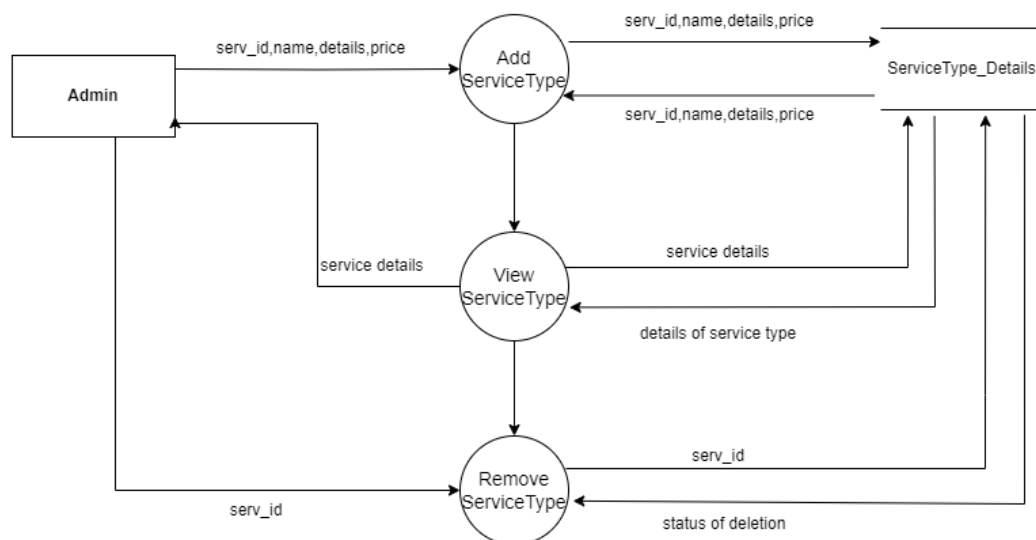 serv_id,name,details,price
serv_id,name,details,price
Add
ServiceType
ServiceType_Details
Admin
serv_id,name,details,price
service details
View
ServiceType
service details
details of service type
Remove
ServiceType
serv_id
serv_id
status of deletion